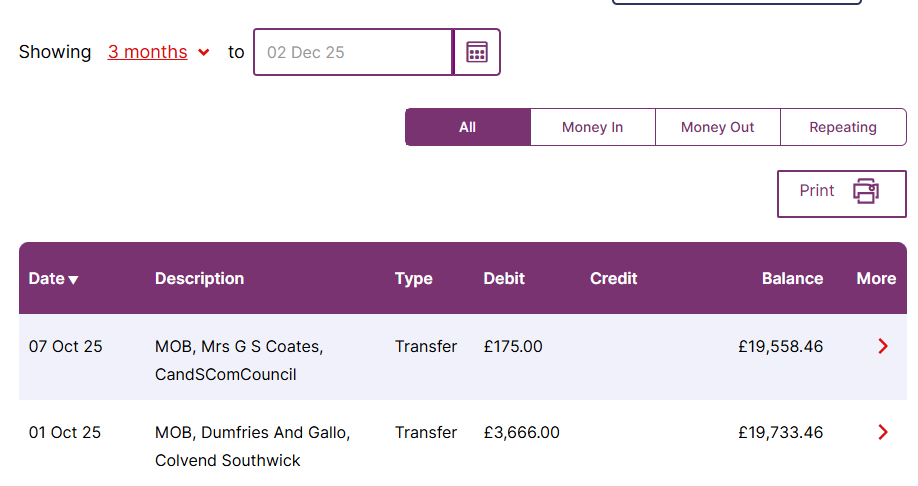 Showing 3 months to 02 Dec 25
All Money In Money Out Repeating
Print
Date Description Type Debit Credit Balance More
07 Oct 25 MOB, Mrs G S Coates, Transfer £175.00 £19,558.46
CandSComCouncil
01 Oct 25 MOB, Dumfries And Gallo, Transfer £3,666.00 £19,733.46
Colvend Southwick